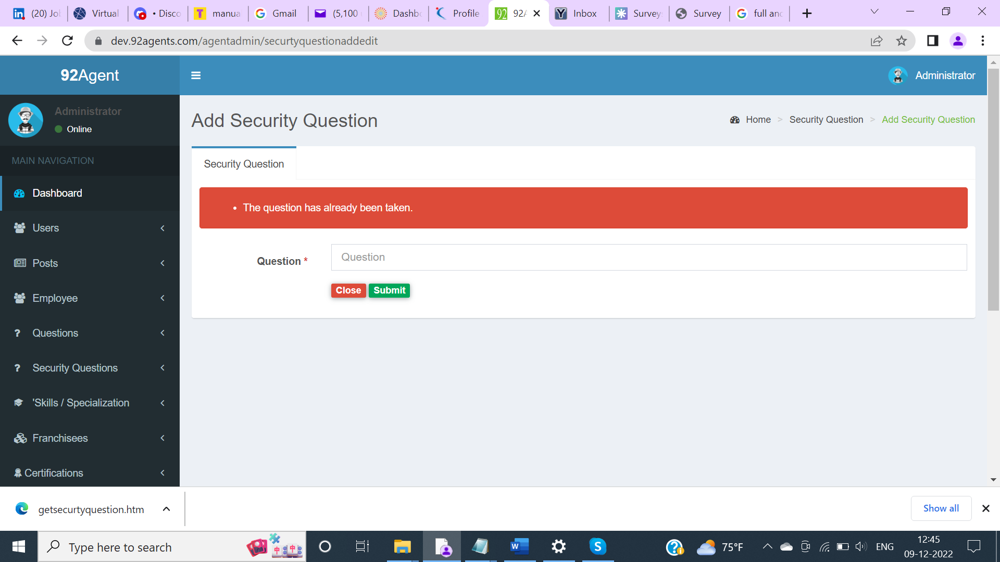 (20) Jol
Virtual
• Disco
manua
Gmail
(5,100
Dashbo
Profile
92A
Inbox
Survey
Survey
full and
dev.92agents.com/agentadmin/securtyquestionaddedit
92Agent
Administrator
Administrator
Online
Add Security Question
Home > Security Question > Add Security Question
MAIN NAVIGATION
Security Question
Dashboard
The question has already been taken.
Users
Question * Question
Posts
Close Submit
Employee
? Questions
? Security Questions
'Skills / Specialization
Franchisees
Certifications
getsecurtyquestion.htm
Show all
Type here to search
75°F
ENG
12:45
09-12-2022